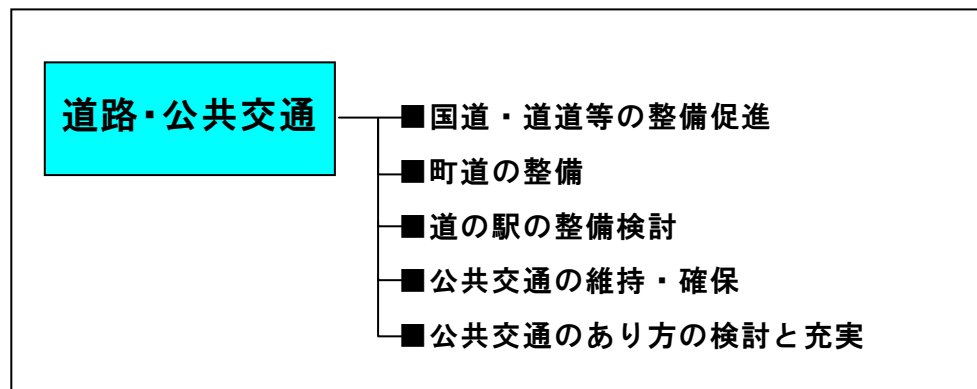 道路・公共交通
■国道・道道等の整備促進
■町道の整備
■道の駅の整備検討
■公共交通の維持・確保
■公共交通のあり方の検討と充実